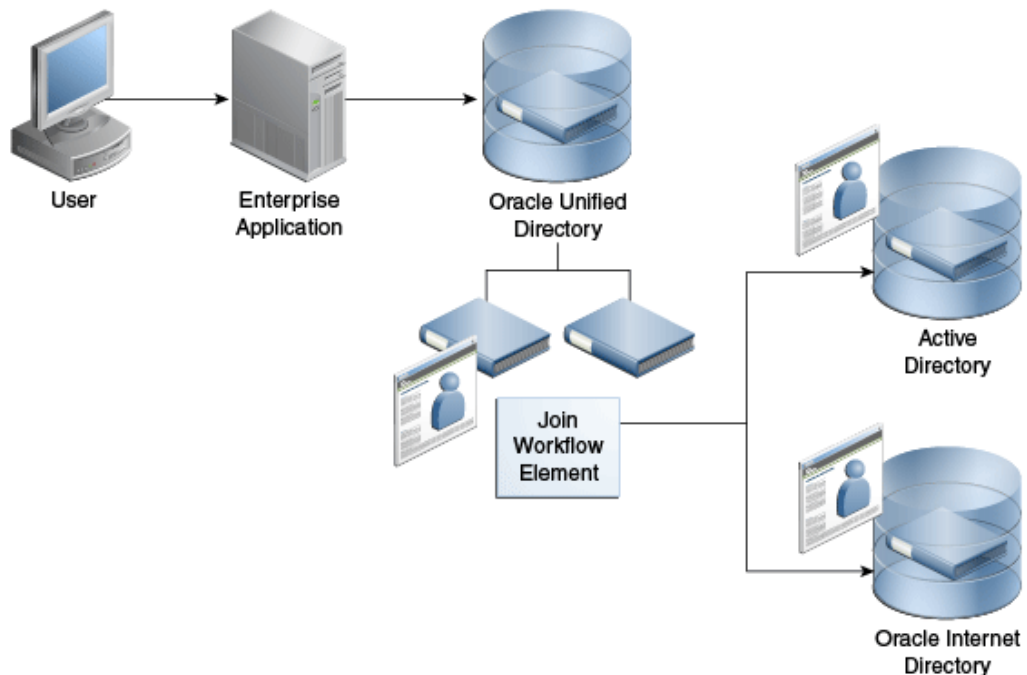 User
Enterprise
Application
Oracle Unified
Directory
Active
Directory
Join
Workflow
Element
Oracle Internet
Directory